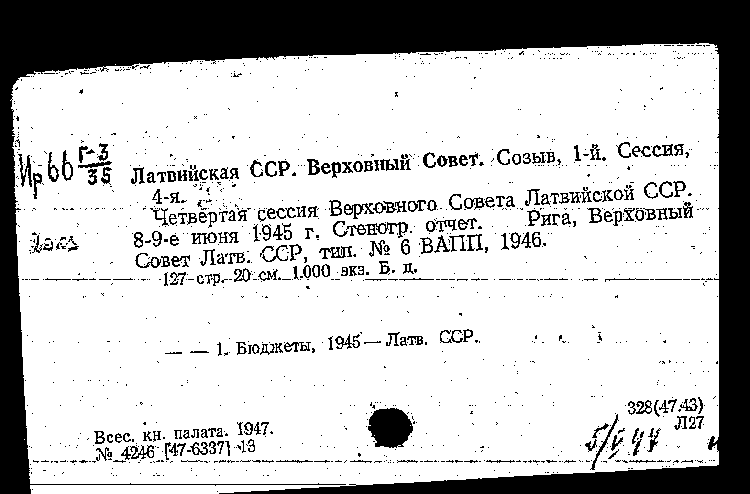 Ир66 Г-3
35
Латвийская ССР. Верховный Совет. Созыв, 1-й. Сессия,
4-я.
Четвертая сессия Верховного Совета Латвийской ССР.
8-9-е июня 1945 г. Стеногр. отчет. Рига, Верховный
Совет Латв. ССР, тип. № 6 ВАПП, 1946.
127 стр. 20 см. 1.000 экз. Б. ц.
— — 1. Бюджеты, 1945 — Латв. ССР.
328(47.43)
Л27
Всес. кн. палата. 1947.
№ 4246 [47-6337] 13
5/V 47